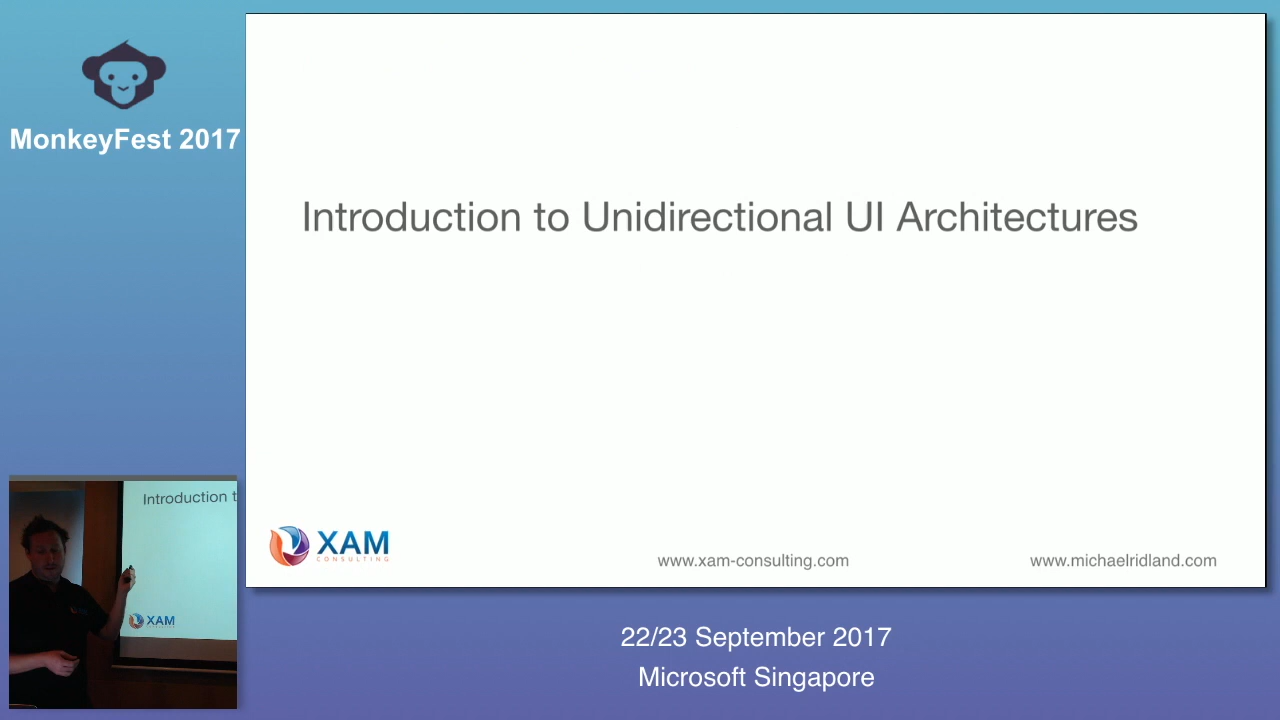 MonkeyFest 2017
Introduction to Unidirectional UI Architectures
XAM
CONSULTING
www.xam-consulting.com
www.michaelridland.com
Introduction t
XAM
22/23 September 2017
Microsoft Singapore